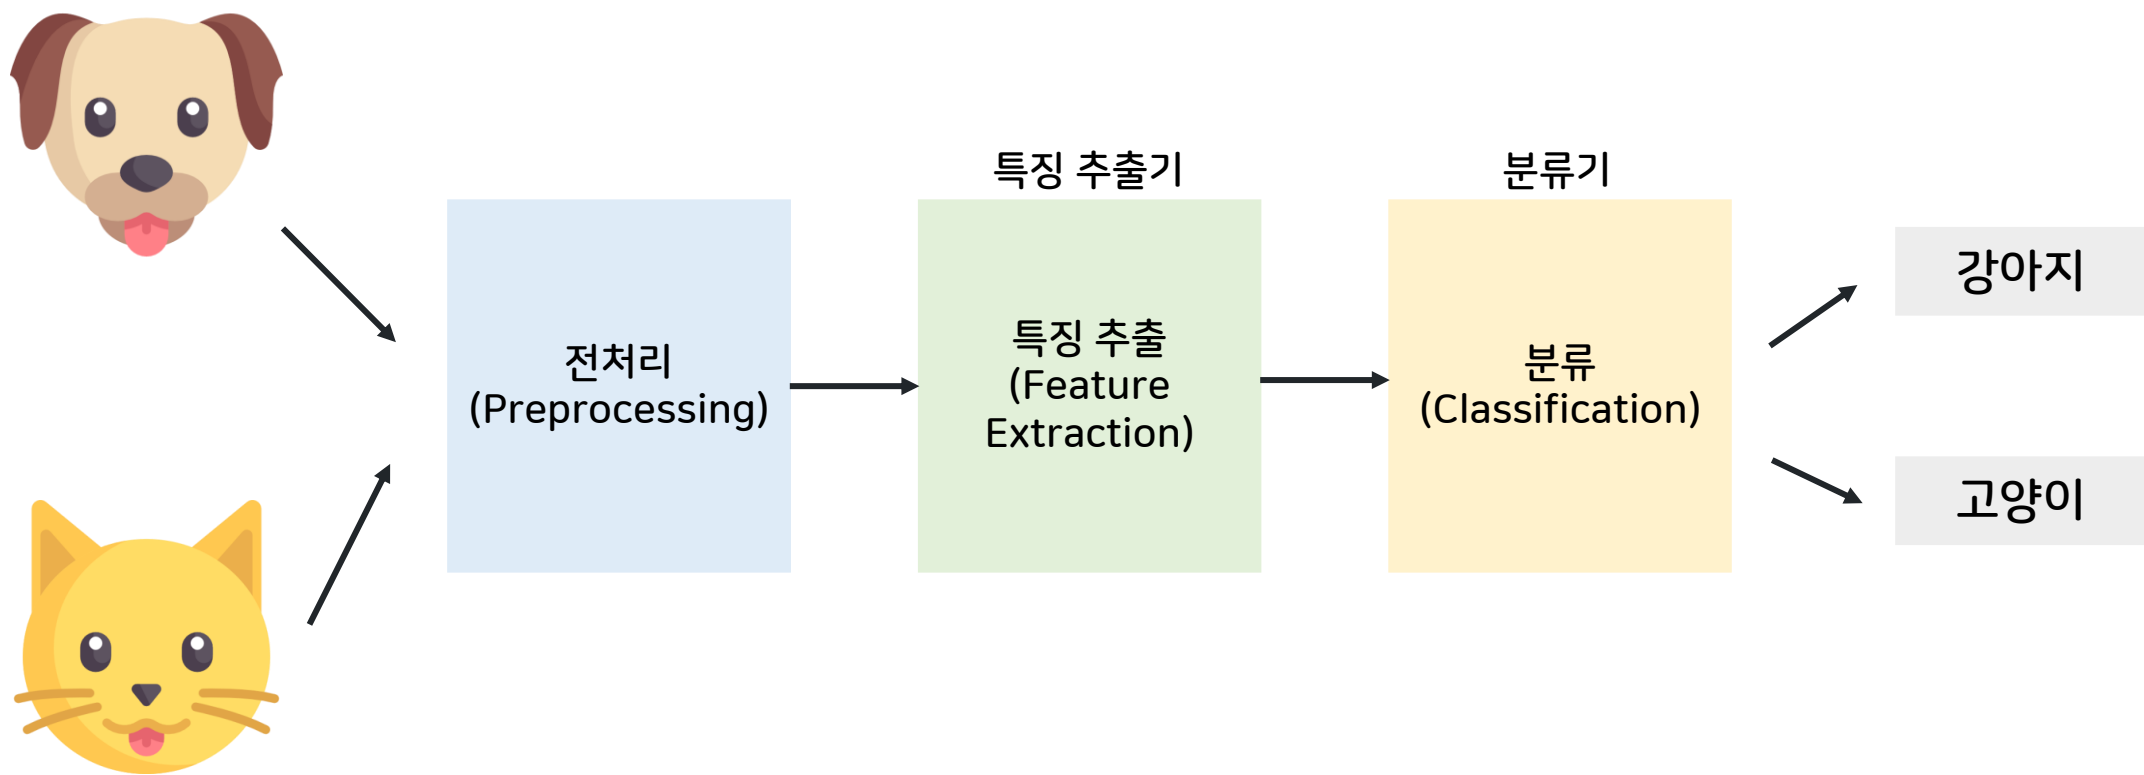 특징 추출기
분류기
전처리
(Preprocessing)
특징 추출
(Feature
Extraction)
분류
(Classification)
강아지
고양이